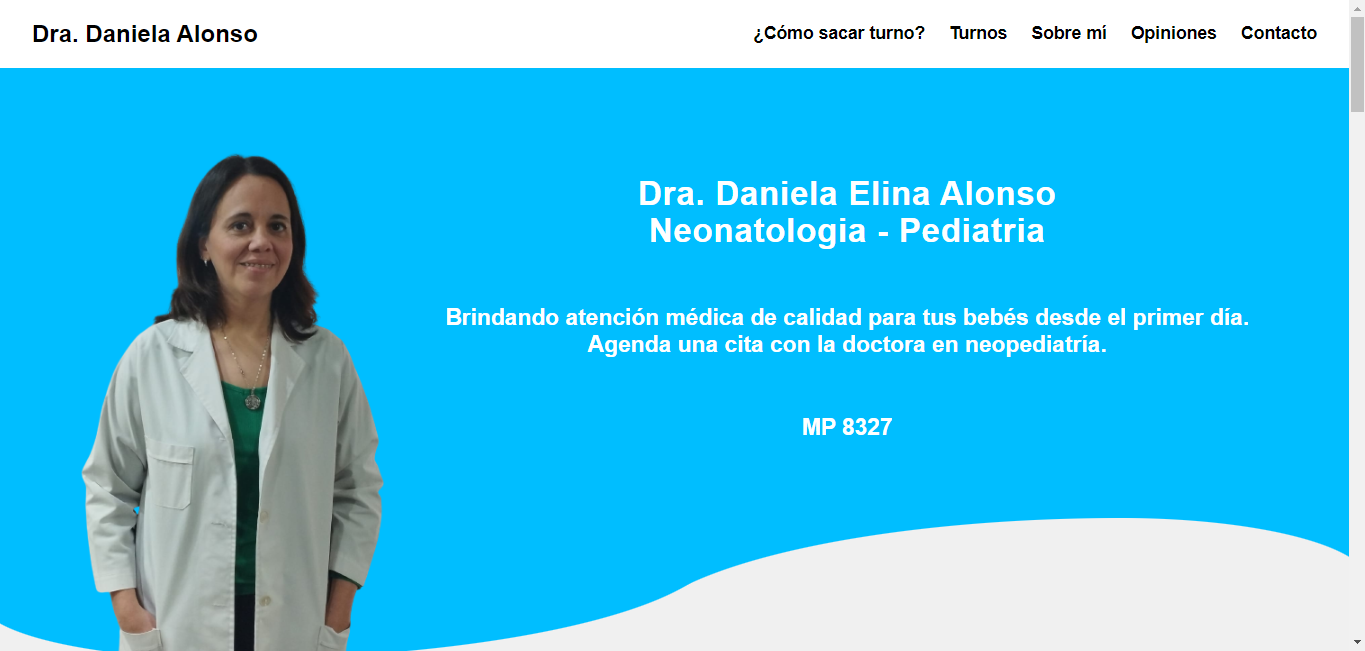 Dra. Daniela Alonso
¿Cómo sacar turno? Turnos Sobre mí Opiniones Contacto
Dra. Daniela Elina Alonso
Neonatologia - Pediatria
Brindando atención médica de calidad para tus bebés desde el primer día.
Agenda una cita con la doctora en neopediatría.
MP 8327